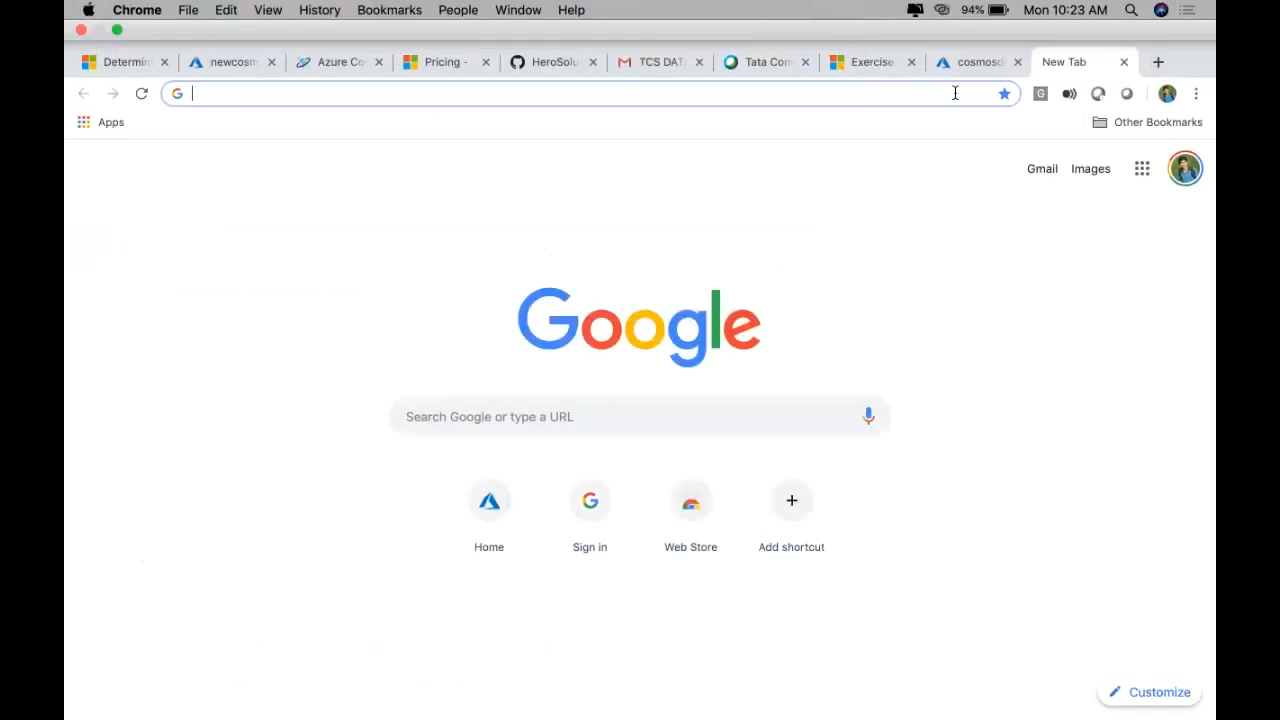 Chrome File Edit View History Bookmarks People Window Help 94% Mon 10:23 AM
Determin newcosm Azure Co Pricing - HeroSolu TCS DAT Tata Com Exercise cosmosd New Tab
G
Apps Other Bookmarks
Gmail Images
Google
Search Google or type a URL
Home Sign in Web Store Add shortcut
Customize